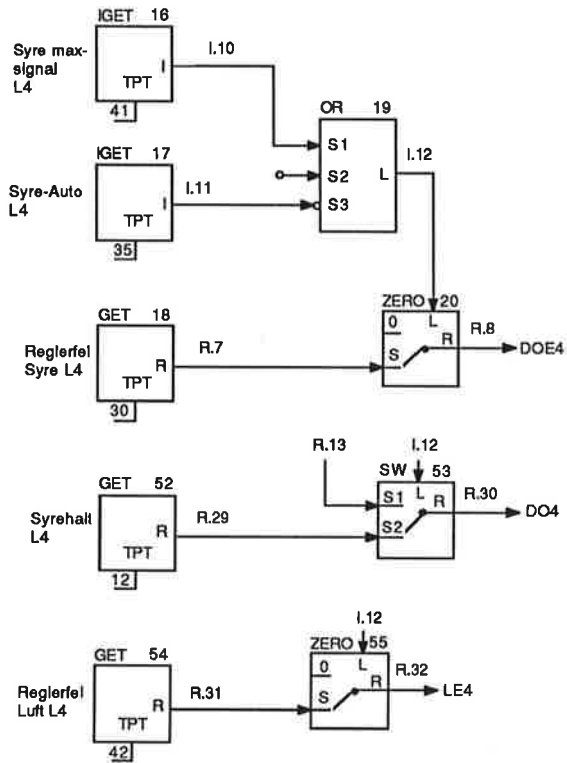 IGET 16
Syre max-
signal
L4
I
TPT
41
I.10
OR 19
S1
S2
S3
L
I.12
IGET 17
Syre-Auto
L4
I
TPT
35
I.11
ZERO 20
0
L
R
S
R.8
DOE4
GET 18
Reglerfel
Syre L4
R
TPT
30
R.7
R.13
I.12
SW 53
S1
L
R
S2
R.30
DO4
GET 52
Syrehalt
L4
R
TPT
12
R.29
I.12
ZERO 55
0
L
R
S
R.32
LE4
GET 54
Reglerfel
Luft L4
R
TPT
42
R.31